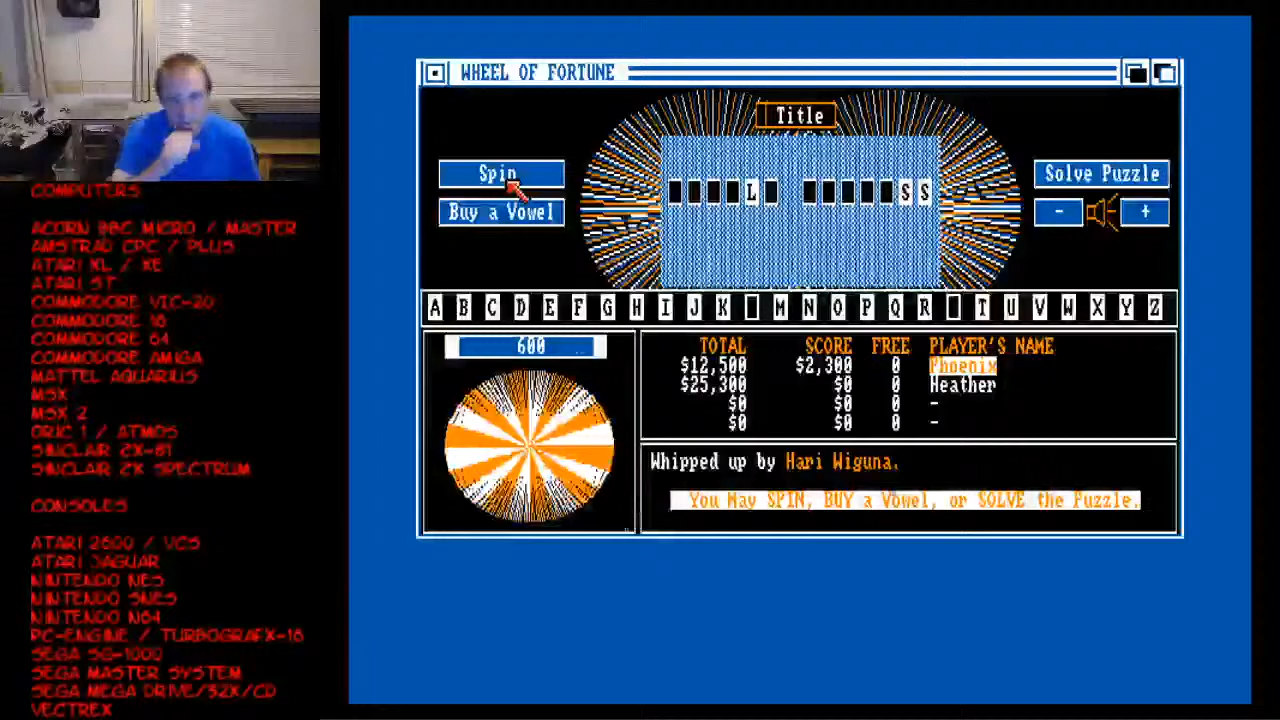 COMPUTERS
ACORN BBC MICRO / MASTER
AMSTRAD CPC / PLUS
ATARI XL / XE
ATARI ST
COMMODORE VIC-20
COMMODORE 16
COMMODORE 64
COMMODORE AMIGA
MATTEL AQUARIUS
MSX
MSX 2
ORIC 1 / ATMOS
SINCLAIR ZX-81
SINCLAIR ZX SPECTRUM
CONSOLES
ATARI 2600 / VCS
ATARI JAGUAR
NINTENDO NES
NINTENDO SNES
NINTENDO N64
PC-ENGINE / TURBOGRAFX-16
SEGA SG-1000
SEGA MASTER SYSTEM
SEGA MEGA DRIVE/32X/CD
VECTREX
WHEEL OF FORTUNE
Title
Spin
Buy a Vowel
L SS
Solve Puzzle
- +
A B C D E F G H I J K M N O P Q R T U V W X Y Z
600
TOTAL SCORE FREE PLAYER'S NAME
$12,500 $2,300 0 Phoenix
$25,300 $0 0 Heather
$0 $0 0 -
$0 $0 0 -
Whipped up by Hari Wiguna.
You May SPIN, BUY a Vowel, or SOLVE the Puzzle.